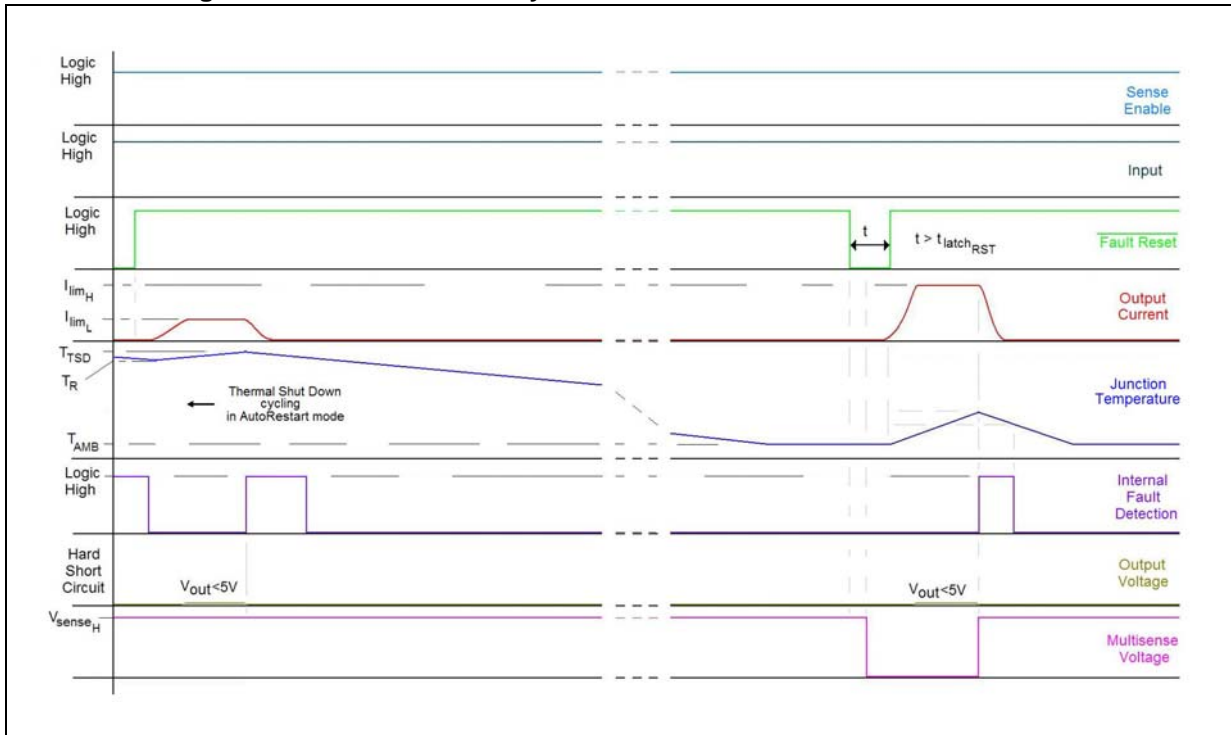 Logic
High
Sense
Enable
Logic
High
Input
Logic
High
t
t > tlatchRST
Fault Reset
IlimH
IlimL
Output
Current
TTSD
TR
Thermal Shut Down
cycling
in AutoRestart mode
Junction
Temperature
TAMB
Logic
High
Internal
Fault
Detection
Hard
Short
Circuit
Vout<5V
Vout<5V
Output
Voltage
VsenseH
Multisense
Voltage